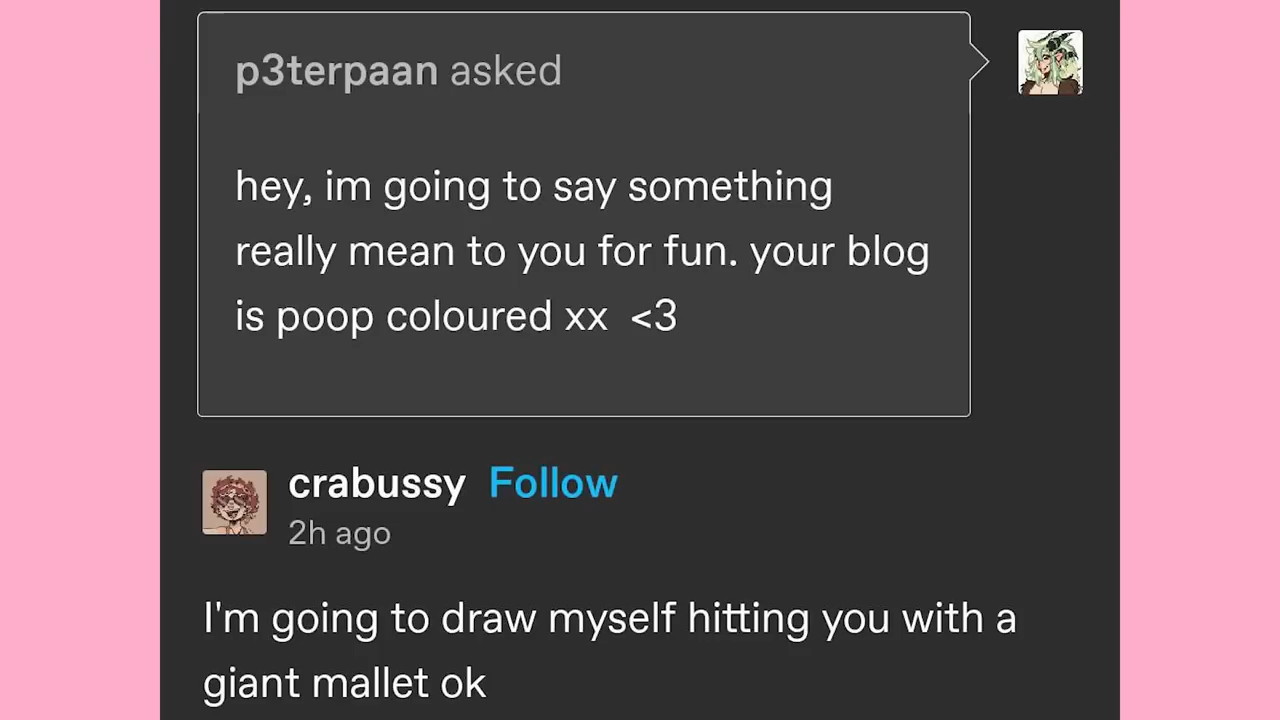 p3terpaan asked
hey, im going to say something
really mean to you for fun. your blog
is poop coloured xx  <3
crabussy Follow
2h ago
I'm going to draw myself hitting you with a
giant mallet ok